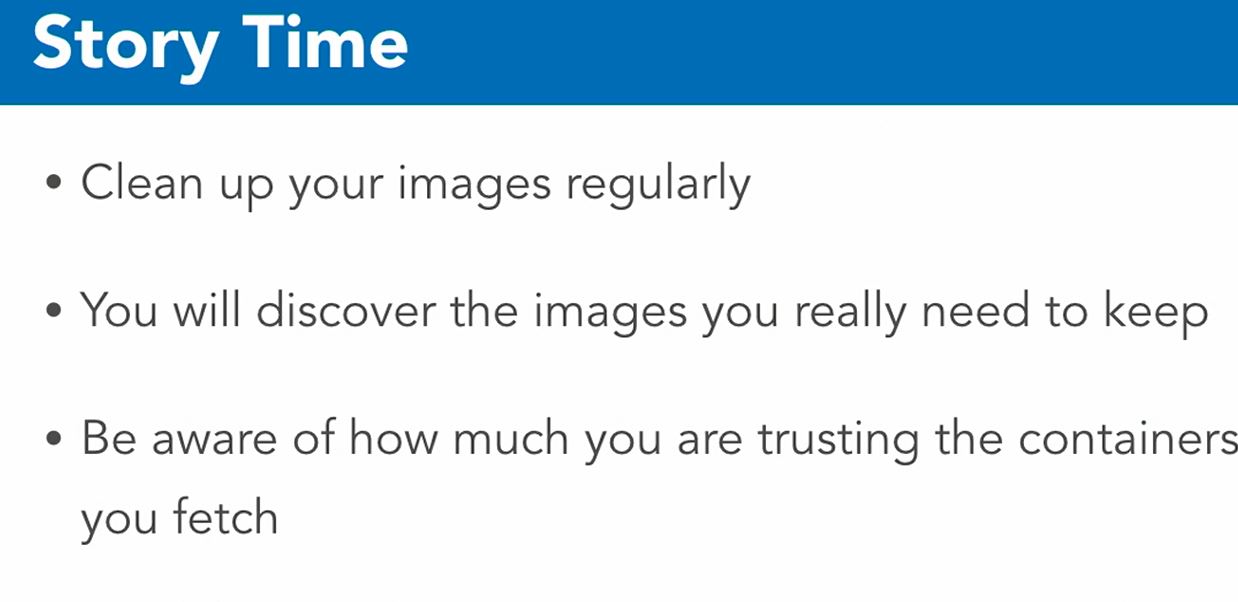 Story Time
• Clean up your images regularly
• You will discover the images you really need to keep
• Be aware of how much you are trusting the containers
you fetch